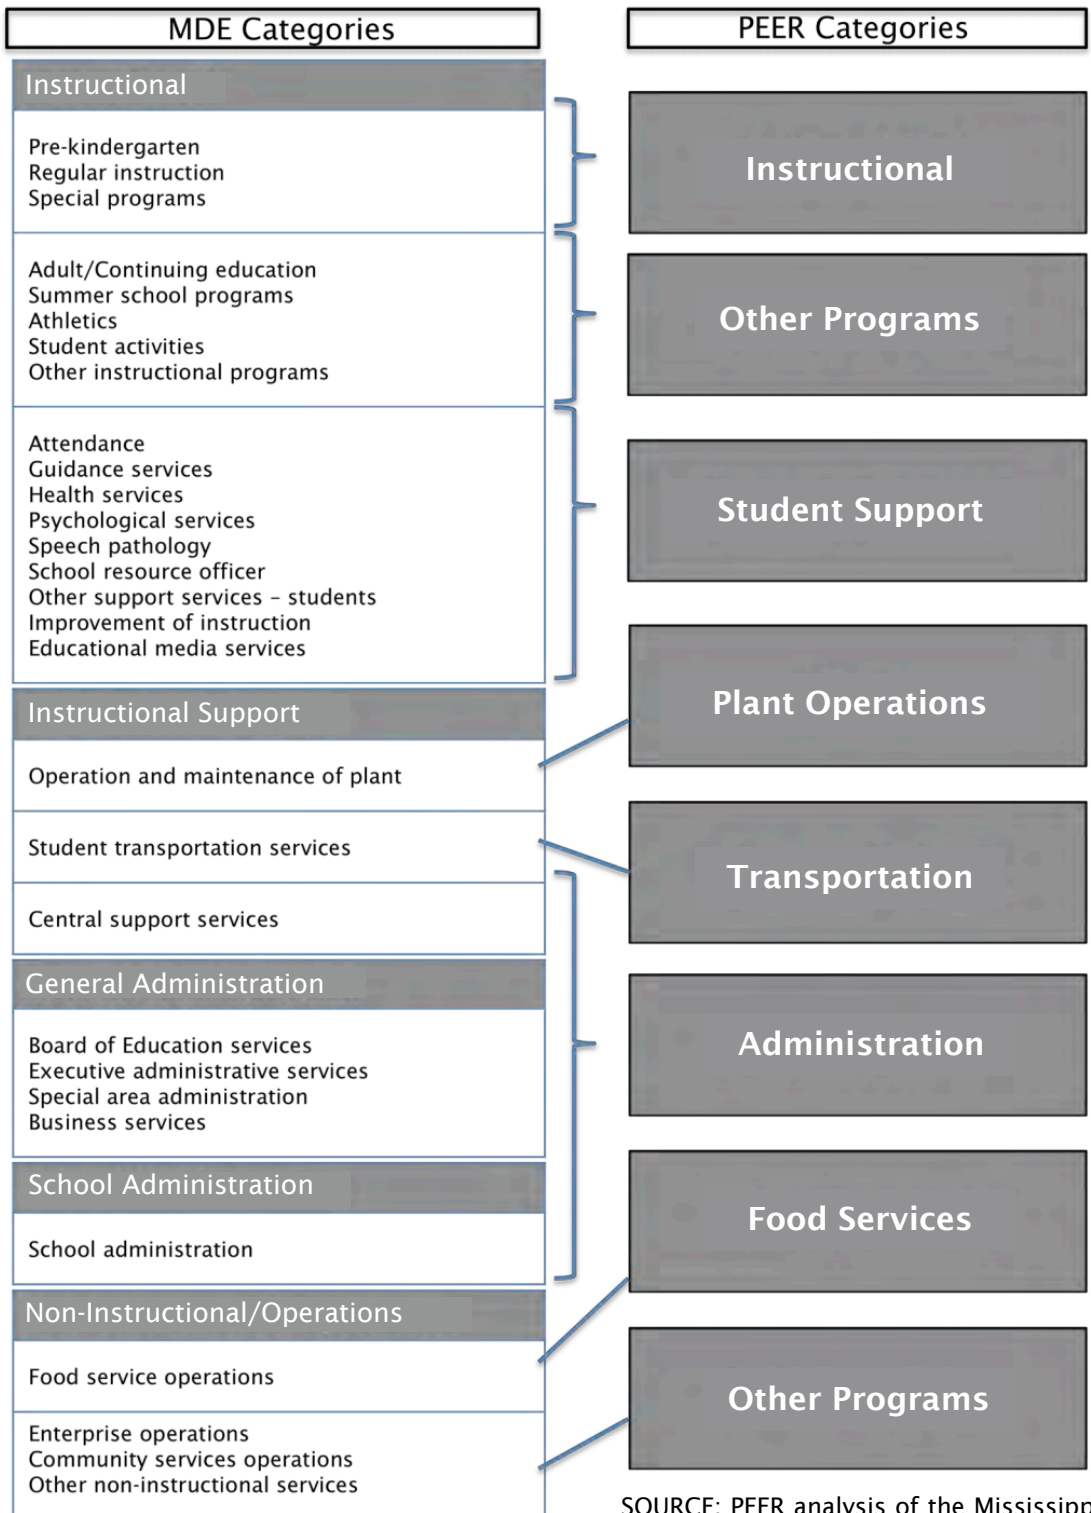 MDE Categories
Instructional
Pre-kindergarten
Regular instruction
Special programs
Adult/Continuing education
Summer school programs
Athletics
Student activities
Other instructional programs
Attendance
Guidance services
Health services
Psychological services
Speech pathology
School resource officer
Other support services – students
Improvement of instruction
Educational media services
Instructional Support
Operation and maintenance of plant
Student transportation services
Central support services
General Administration
Board of Education services
Executive administrative services
Special area administration
Business services
School Administration
School administration
Non-Instructional/Operations
Food service operations
Enterprise operations
Community services operations
Other non-instructional services
PEER Categories
Instructional
Other Programs
Student Support
Plant Operations
Transportation
Administration
Food Services
Other Programs
SOURCE: PEER analysis of the Mississipp